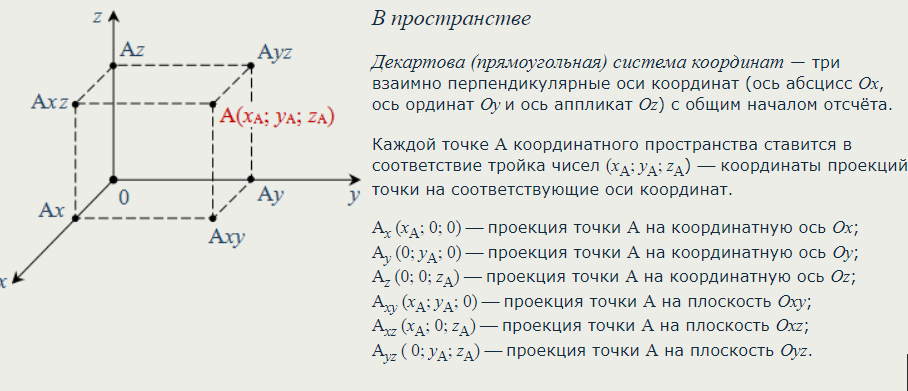 z
Az
Ayz
Axz
A(xA; yA; zA)
0
Ax
Ay
y
Axy
x
В пространстве
Декартова (прямоугольная) система координат — три
взаимно перпендикулярные оси координат (ось абсцисс Ox,
ось ординат Oy и ось аппликат Oz) с общим началом отсчёта.
Каждой точке A координатного пространства ставится в
соответствие тройка чисел (xA; yA; zA) — координаты проекций
точки на соответствующие оси координат.
Ax (xA; 0; 0) — проекция точки A на координатную ось Ox;
Ay (0; yA; 0) — проекция точки A на координатную ось Oy;
Az (0; 0; zA) — проекция точки A на координатную ось Oz;
Axy (xA; yA; 0) — проекция точки A на плоскость Oxy;
Axz (xA; 0; zA) — проекция точки A на плоскость Oxz;
Ayz ( 0; yA; zA) — проекция точки A на плоскость Oyz.